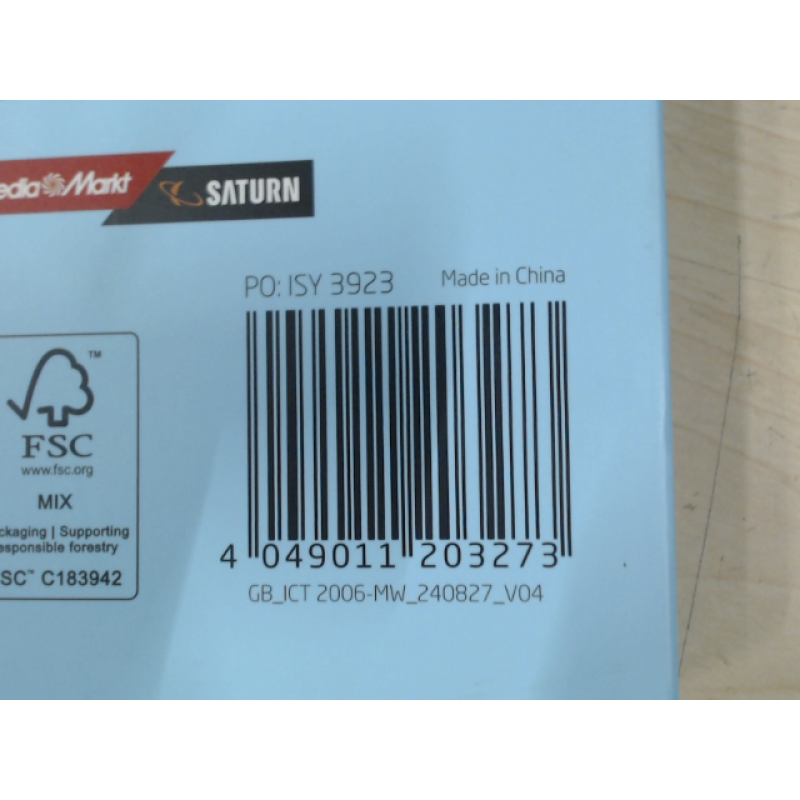 edia Markt
SATURN
PO: ISY 3923
Made in China
TM
FSC
www.fsc.org
MIX
ckaging | Supporting
esponsible forestry
SC™ C183942
4 049011 203273
GB_ICT 2006-MW_240827_V04